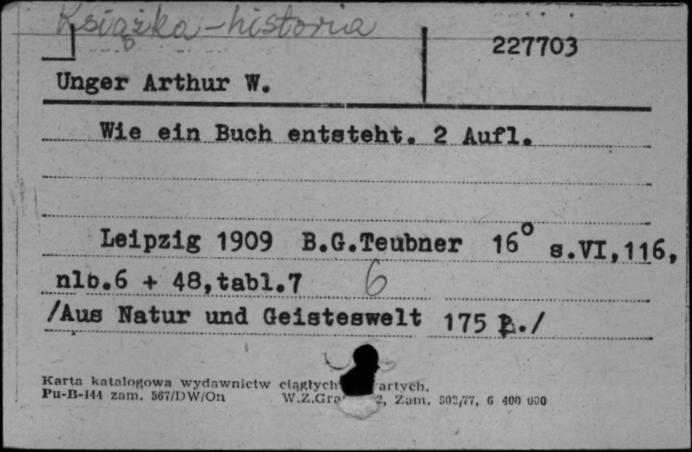 Książka - historia
227703
Unger Arthur W.
Wie ein Buch entsteht. 2 Aufl.
Leipzig 1909 B.G.Teubner 16° s.VI,116,
nlb.6 + 48,tabl.7 6
/Aus Natur und Geisteswelt 175 B./
Karta katalogowa wydawnictw ciągłych artych.
Pu-B-144 zam. 567/DW/On W.Z.Gra 2, Zam. 502/77, 6 400 000